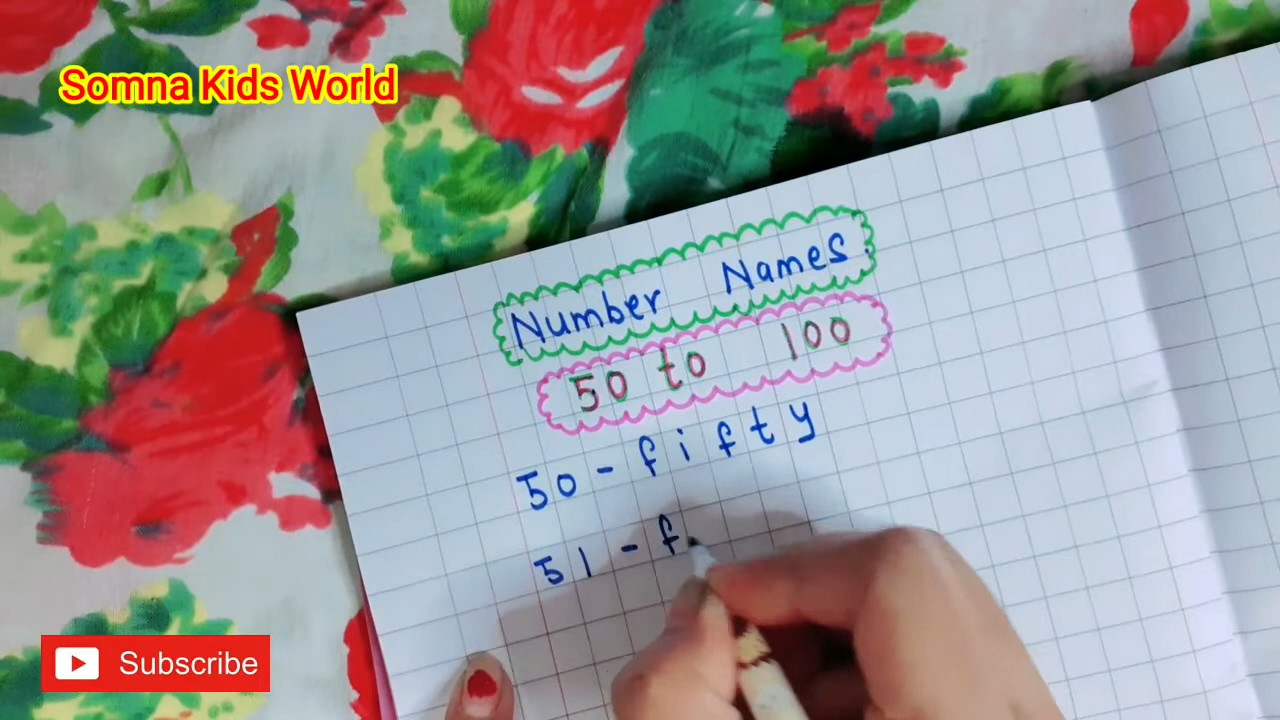 Somna Kids World
Number Names
50 to 100
50 - fifty
51 - f
Subscribe